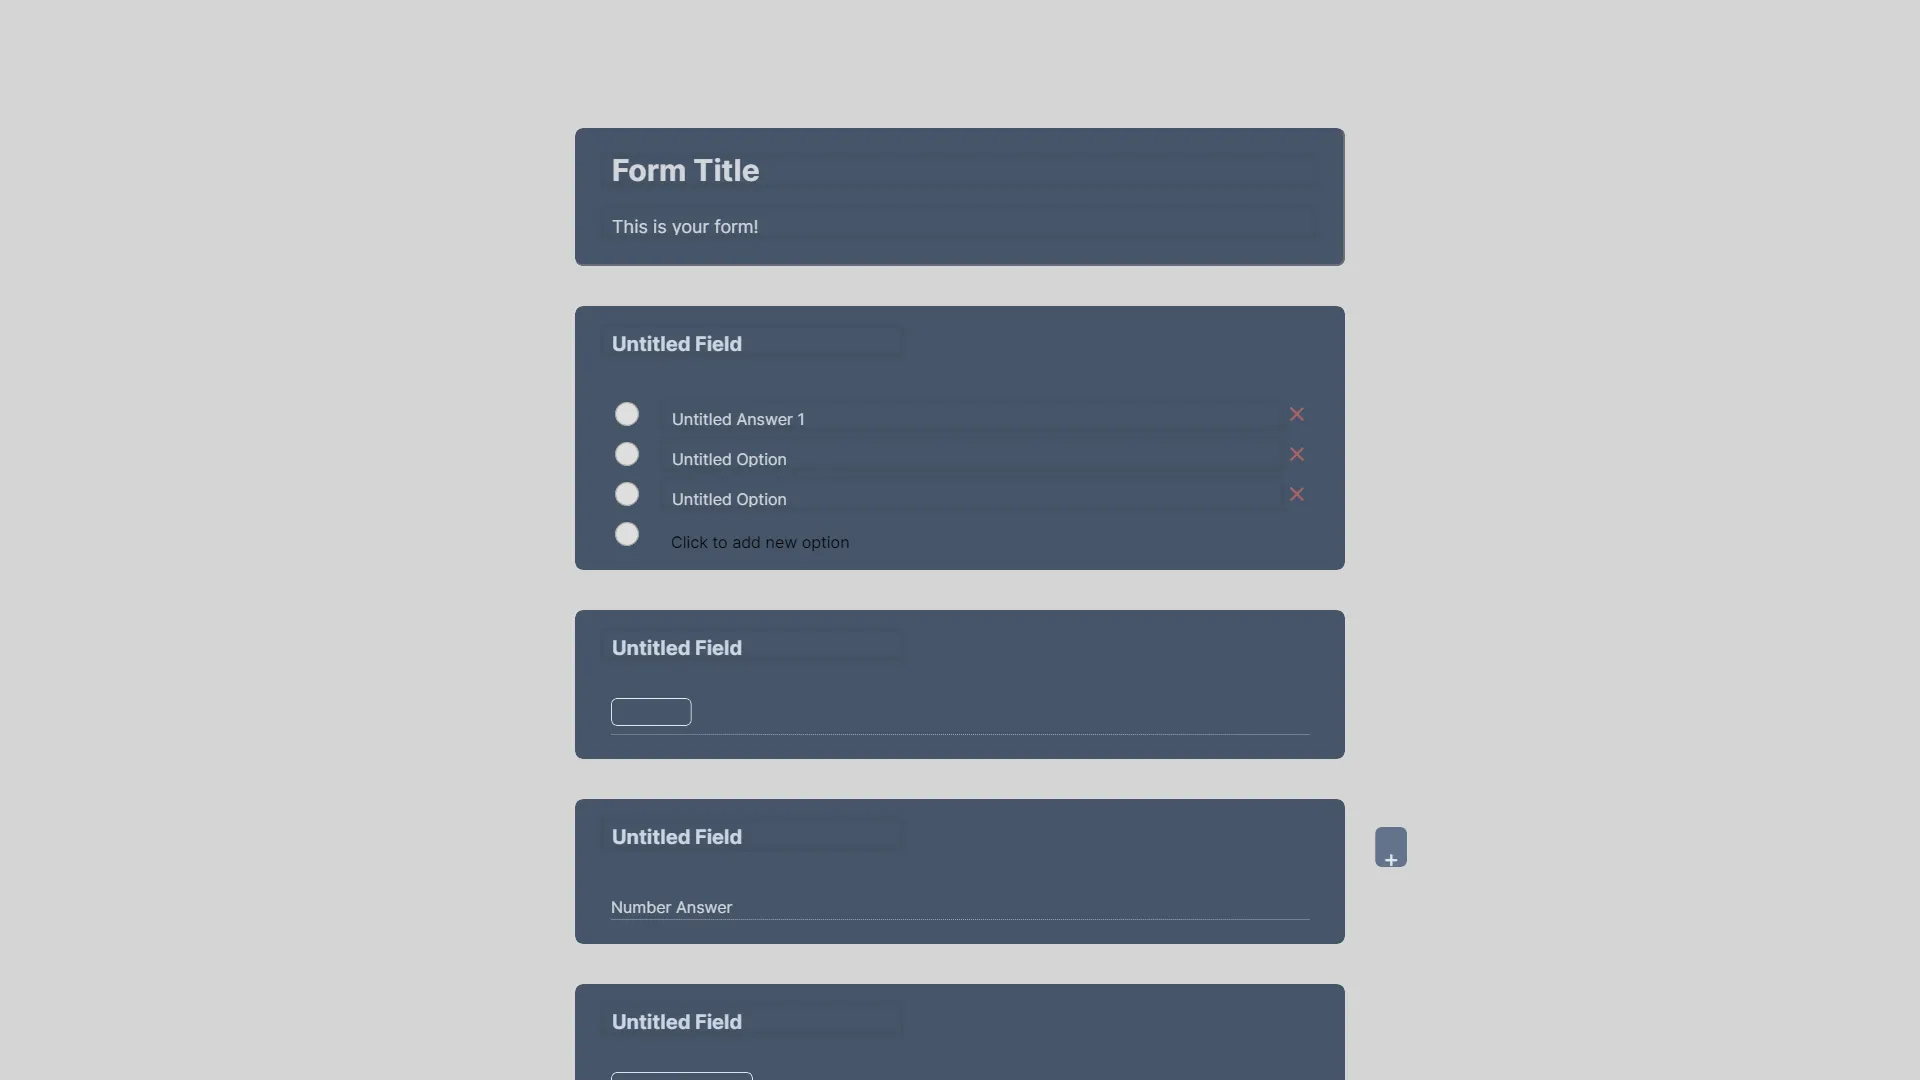 Form Title
This is your form!
Untitled Field
Untitled Answer 1
Untitled Option
Untitled Option
Click to add new option
Untitled Field
Untitled Field
+
Number Answer
Untitled Field